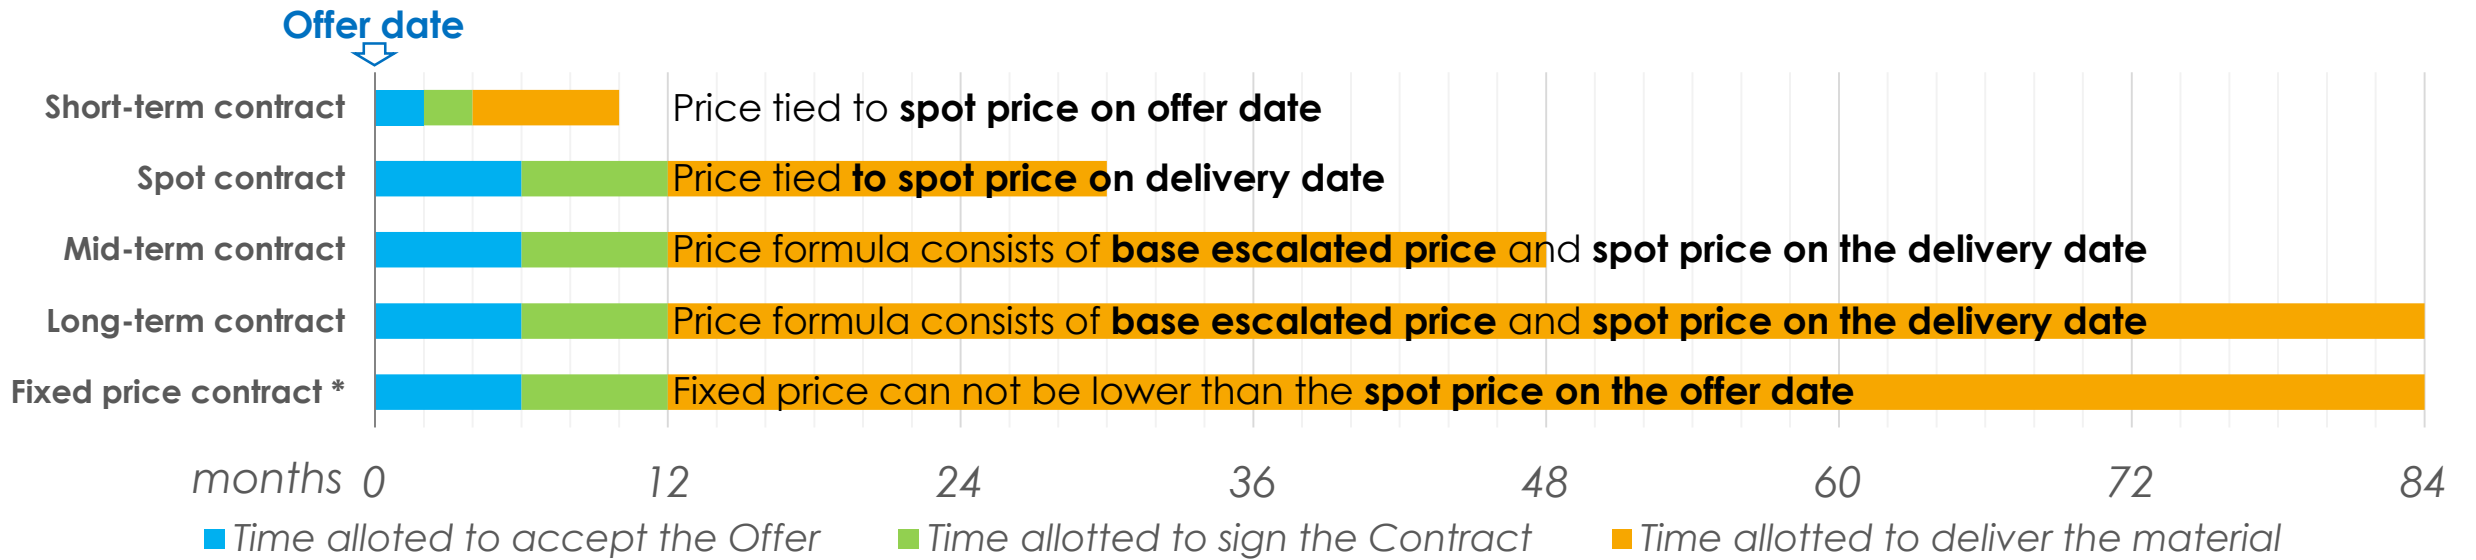 Offer date
Short-term contract
Price tied to spot price on offer date
Spot contract
Price tied to spot price on delivery date
Mid-term contract
Price formula consists of base escalated price and spot price on the delivery date
Long-term contract
Price formula consists of base escalated price and spot price on the delivery date
Fixed price contract *
Fixed price can not be lower than the spot price on the offer date
months 0 12 24 36 48 60 72 84
Time alloted to accept the Offer
Time allotted to sign the Contract
Time allotted to deliver the material